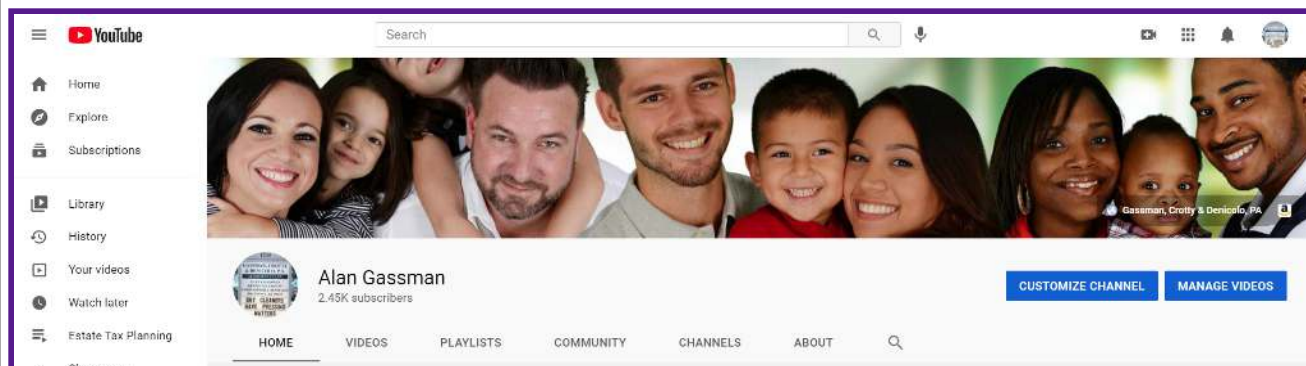 YouTube
Search
Home
Explore
Subscriptions
Library
History
Your videos
Watch later
Estate Tax Planning
Gassman, Crotty & Denicolo, PA
Alan Gassman
2.45K subscribers
CUSTOMIZE CHANNEL
MANAGE VIDEOS
HOME VIDEOS PLAYLISTS COMMUNITY CHANNELS ABOUT